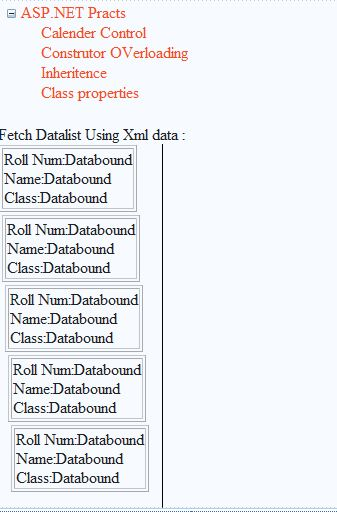 ASP.NET Practs
Calender Control
Construtor OVerloading
Inheritence
Class properties
Fetch Datalist Using Xml data :
Roll Num:Databound
Name:Databound
Class:Databound
Roll Num:Databound
Name:Databound
Class:Databound
Roll Num:Databound
Name:Databound
Class:Databound
Roll Num:Databound
Name:Databound
Class:Databound
Roll Num:Databound
Name:Databound
Class:Databound